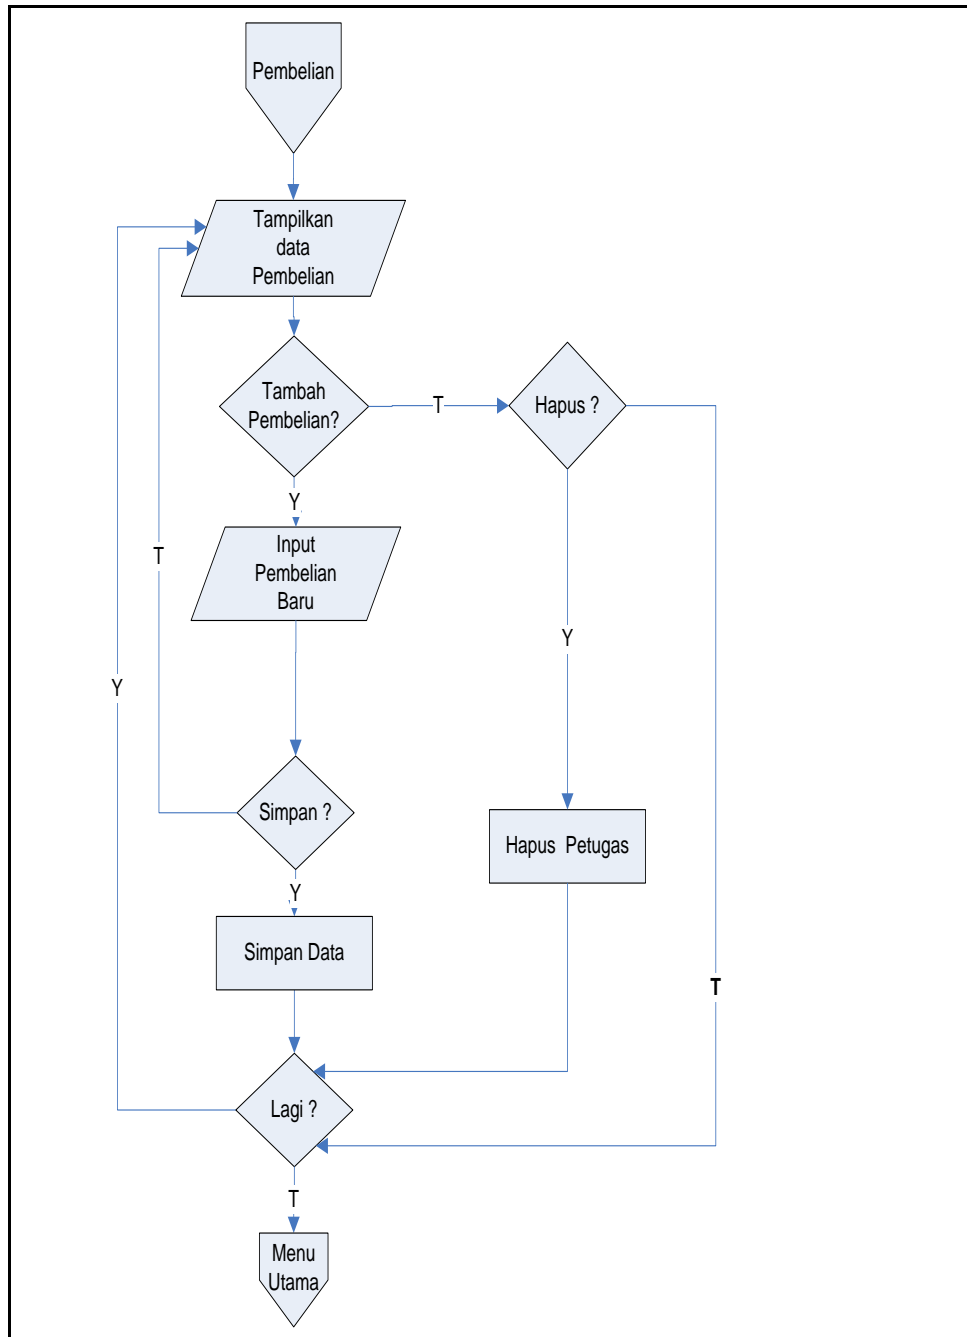 Pembelian
Tampilkan
data
Pembelian
Tambah
Pembelian?
T
Hapus ?
Y
Input
Pembelian
Baru
T
Y
Y
Simpan ?
Hapus Petugas
Y
Simpan Data
T
Lagi ?
T
Menu
Utama